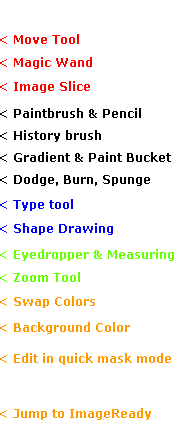 < Move Tool
< Magic Wand
< Image Slice
< Paintbrush & Pencil
< History brush
< Gradient & Paint Bucket
< Dodge, Burn, Spunge
< Type tool
< Shape Drawing
< Eyedropper & Measuring
< Zoom Tool
< Swap Colors
< Background Color
< Edit in quick mask mode
< Jump to ImageReady